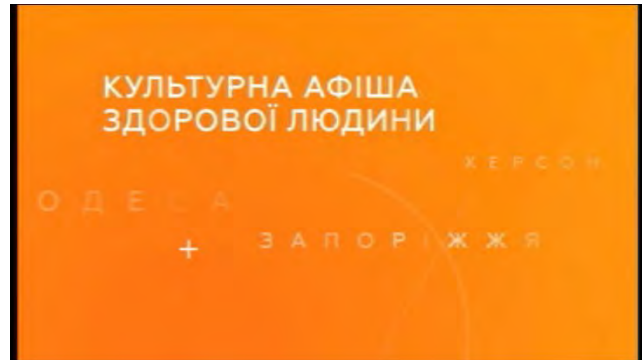 КУЛЬТУРНА АФІША
ЗДОРОВОЇ ЛЮДИНИ
ХЕРСОН
ОДЕСА
+ ЗАПОРІЖЖЯ